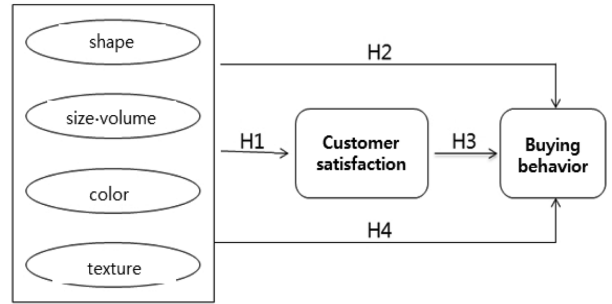 shape
size·volume
color
texture
H2
H1
Customer
satisfaction
H3
Buying
behavior
H4